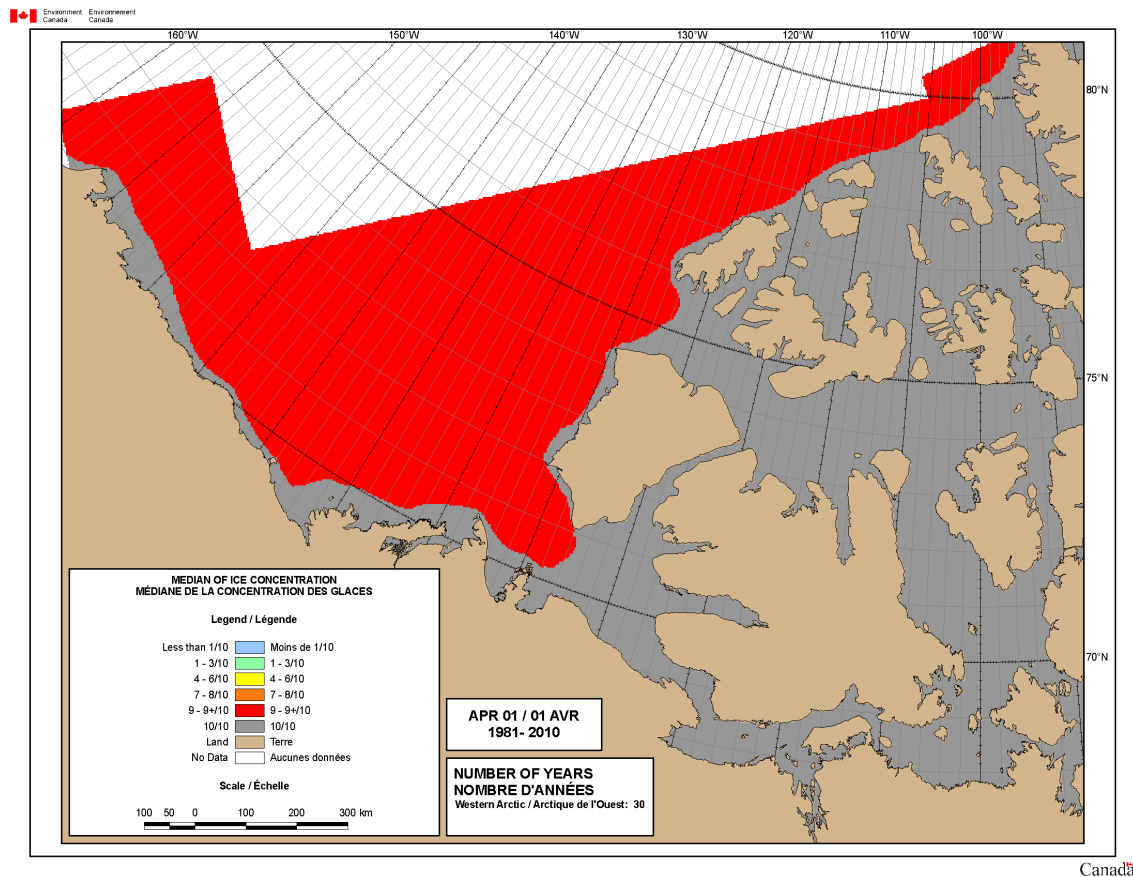 Environment Environnement
Canada Canada
160°W 150°W 140°W 130°W 120°W 110°W 100°W
80°N
75°N
70°N
MEDIAN OF ICE CONCENTRATION
MÉDIANE DE LA CONCENTRATION DES GLACES
Legend / Légende
Less than 1/10 Moins de 1/10
1 - 3/10 1 - 3/10
4 - 6/10 4 - 6/10
7 - 8/10 7 - 8/10
9 - 9+/10 9 - 9+/10
10/10 10/10
Land Terre
No Data Aucunes données
Scale / Échelle
100 50 0 100 200 300 km
APR 01 / 01 AVR
1981- 2010
NUMBER OF YEARS
NOMBRE D'ANNÉES
Western Arctic / Arctique de l'Ouest: 30
Canada